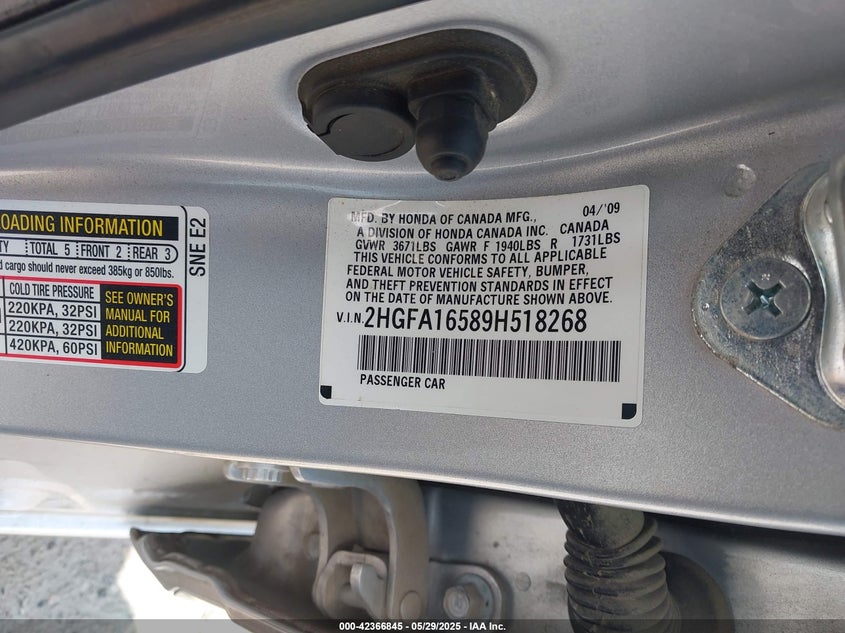 LOADING INFORMATION
TOTAL 5 FRONT 2 REAR 3
cargo should never exceed 385kg or 850lbs.
COLD TIRE PRESSURE
220KPA, 32PSI
220KPA, 32PSI
420KPA, 60PSI
SEE OWNER'S
MANUAL FOR
ADDITIONAL
INFORMATION
SNE E2
MFD. BY HONDA OF CANADA MFG., 04/'09
A DIVISION OF HONDA CANADA INC. CANADA
GVWR 3671LBS GAWR F 1940LBS R 1731LBS
THIS VEHICLE CONFORMS TO ALL APPLICABLE
FEDERAL MOTOR VEHICLE SAFETY, BUMPER,
AND THEFT PREVENTION STANDARDS IN EFFECT
ON THE DATE OF MANUFACTURE SHOWN ABOVE.
V.I.N. 2HGFA16589H518268
PASSENGER CAR
000-42366845 - 05/29/2025 - IAA Inc.